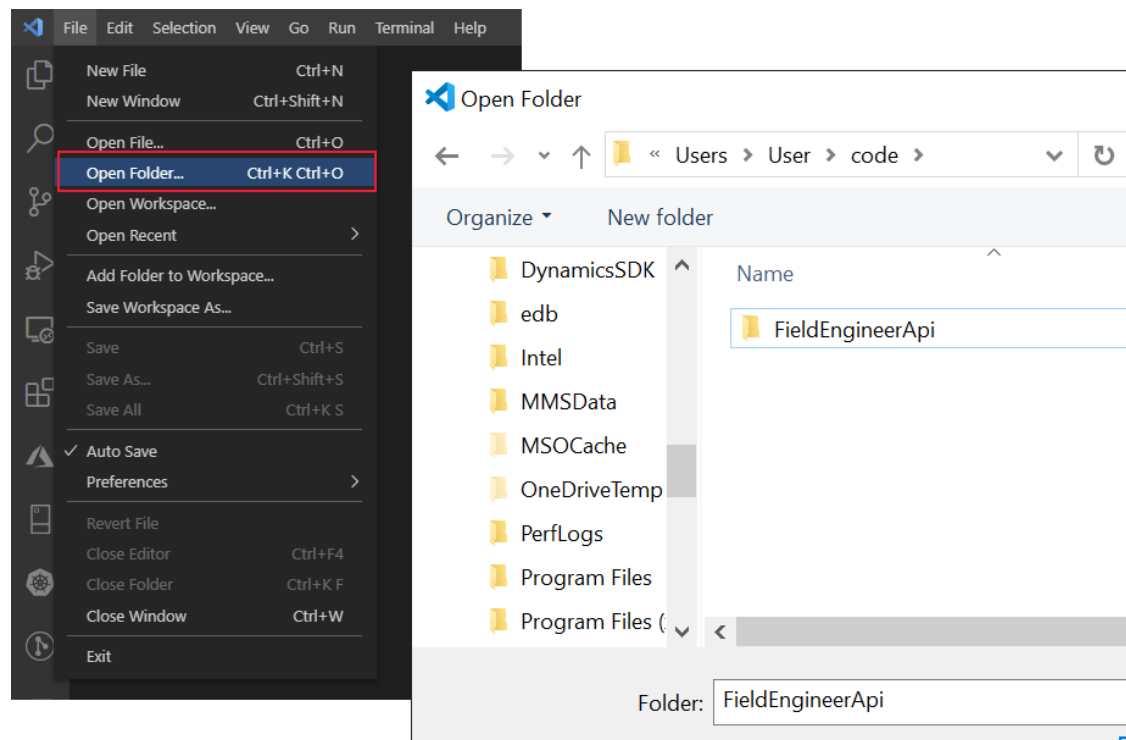 File Edit Selection View Go Run Terminal Help
New File Ctrl+N
New Window Ctrl+Shift+N
Open File... Ctrl+O
Open Folder... Ctrl+K Ctrl+O
Open Workspace...
Open Recent
Add Folder to Workspace...
Save Workspace As...
Save Ctrl+S
Save As... Ctrl+Shift+S
Save All Ctrl+K S
Auto Save
Preferences
Revert File
Close Editor Ctrl+F4
Close Folder Ctrl+K F
Close Window Ctrl+W
Exit
Open Folder
« Users > User > code >
Organize New folder
DynamicsSDK
edb
Intel
MMSData
MSOCache
OneDriveTemp
PerfLogs
Program Files
Program Files (
Name
FieldEngineerApi
Folder: FieldEngineerApi